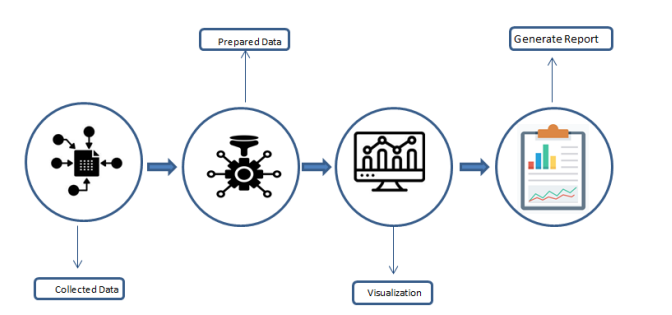 Prepared Data
Generate Report
Collected Data
Visualization